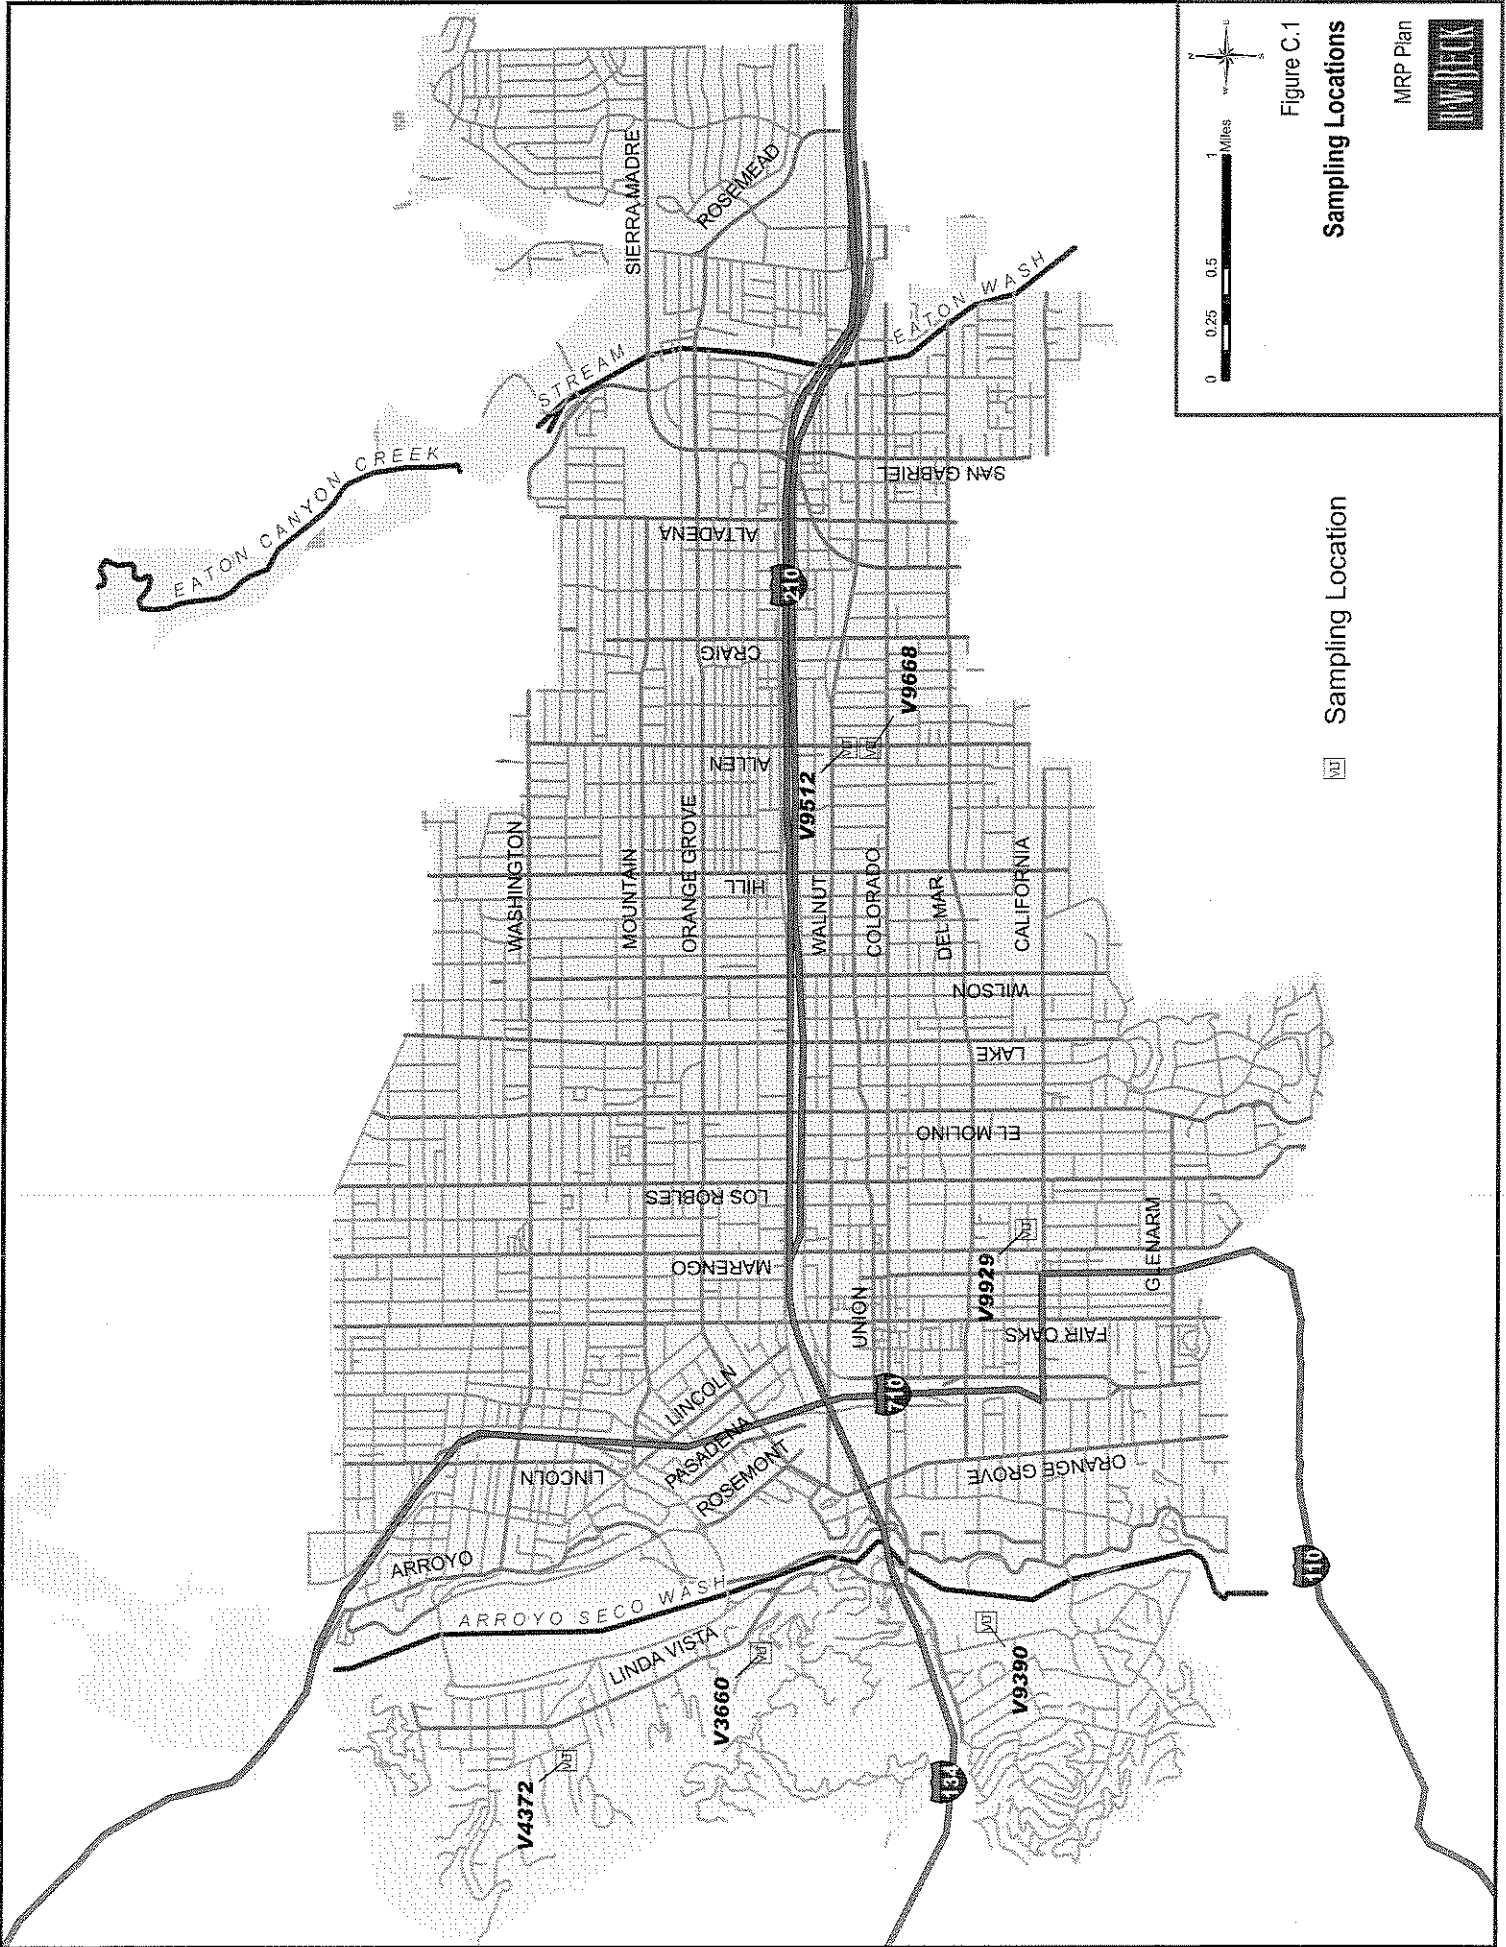 EATON CANYON CREEK
STREAM
EATON WASH
SIERRA MADRE
ROSEMEAD
SAN GABRIEL
ALTADENA
210
CRAIG
V9668
ALLEN
V9512
WASHINGTON
MOUNTAIN
ORANGE GROVE
HILL
WALNUT
COLORADO
DEL MAR
CALIFORNIA
WILSON
LAKE
EL MOLINO
LOS ROBLES
MARENGO
V9929
GLENARM
UNION
FAIR OAKS
LINCOLN
710
PASADENA
ROSEMONT
LINCOLN
ORANGE GROVE
ARROYO
ARROYO SECO WASH
LINDA VISTA
V3660
V9390
V4372
134
110
VLT
Sampling Location
N
W
E
S
0 0.25 0.5 1 Miles
Figure C.1
Sampling Locations
MRP Plan
RW BECK